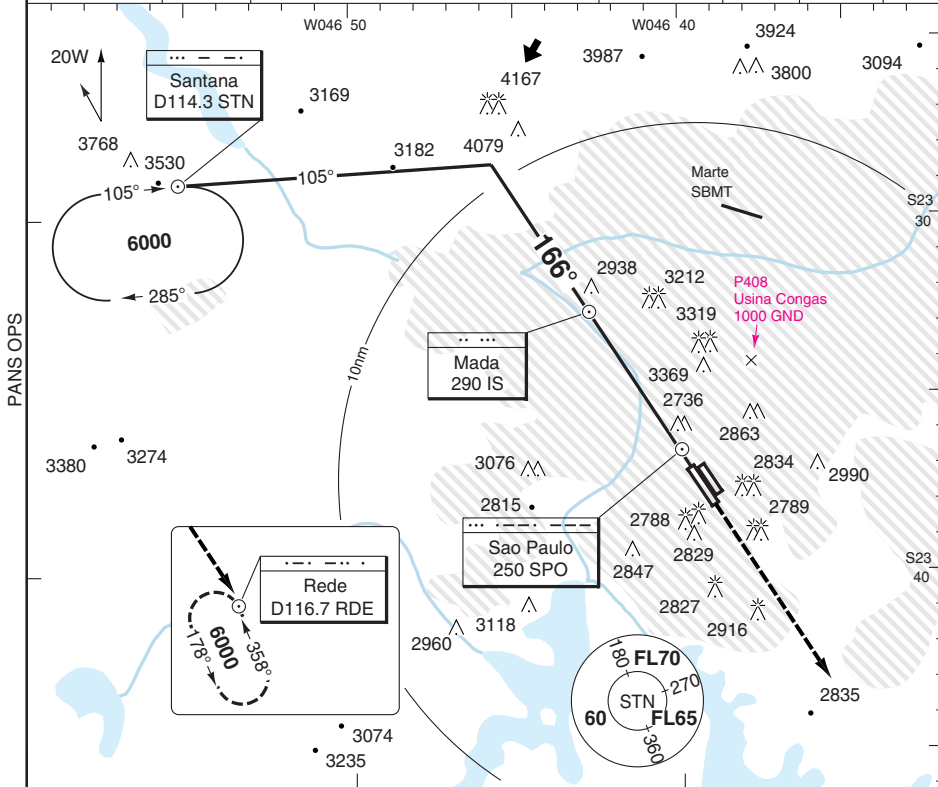 W046 50
W046 40
20W
Santana
D114.3 STN
3768
3530
3169
3182
4167
4079
3987
3924
3800
3094
105°
105°
6000
285°
Marte
SBMT
S23
30
166°
2938
3212
3319
P408
Usina Congas
1000 GND
Mada
290 IS
10nm
3369
2736
2863
PANS OPS
3380
3274
3076
2815
2834
2990
2789
2788
2829
Sao Paulo
250 SPO
2847
S23
40
2827
2916
Rede
D116.7 RDE
6000
178°
358°
2960
3118
180
FL70
270
STN
60
FL65
360
2835
3074
3235